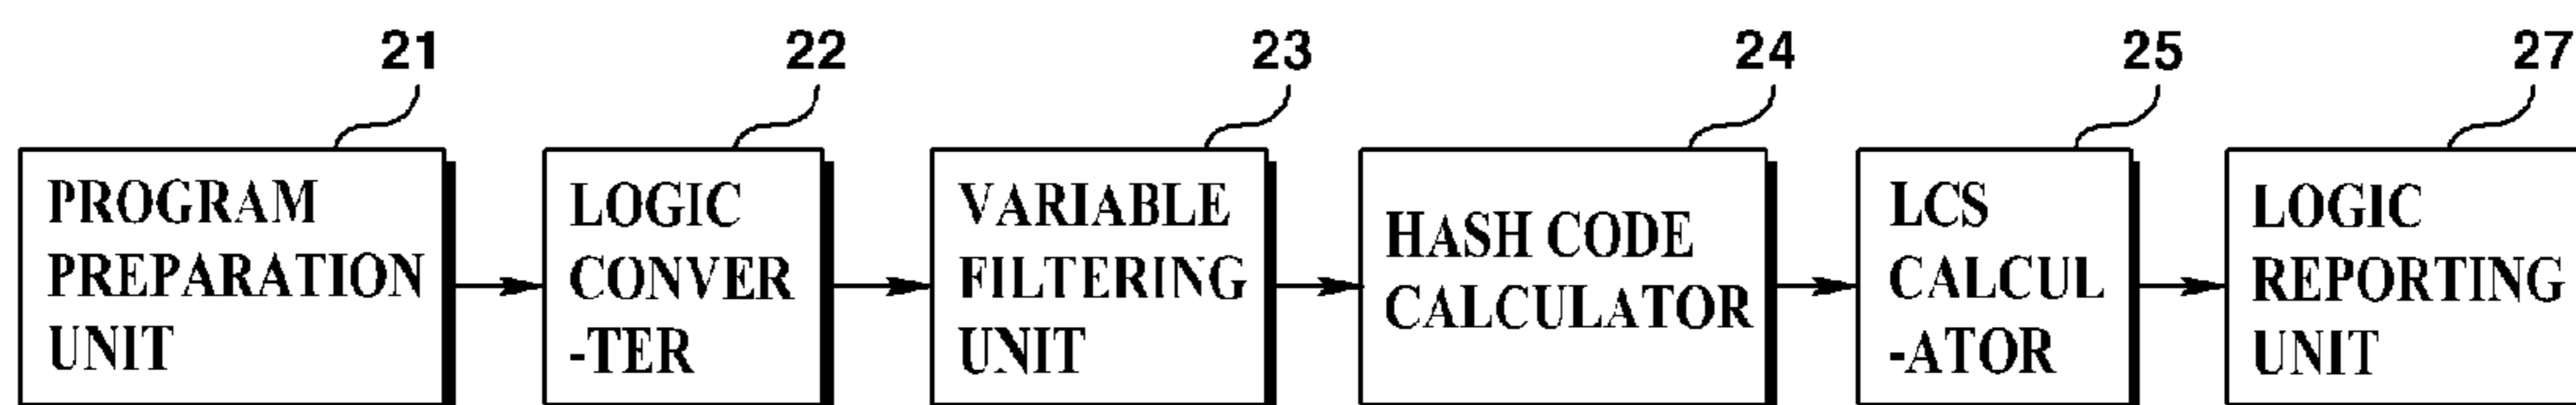 21
22
23
24
25
27
PROGRAM
PREPARATION
UNIT
LOGIC
CONVER
-TER
VARIABLE
FILTERING
UNIT
HASH CODE
CALCULATOR
LCS
CALCUL
-ATOR
LOGIC
REPORTING
UNIT